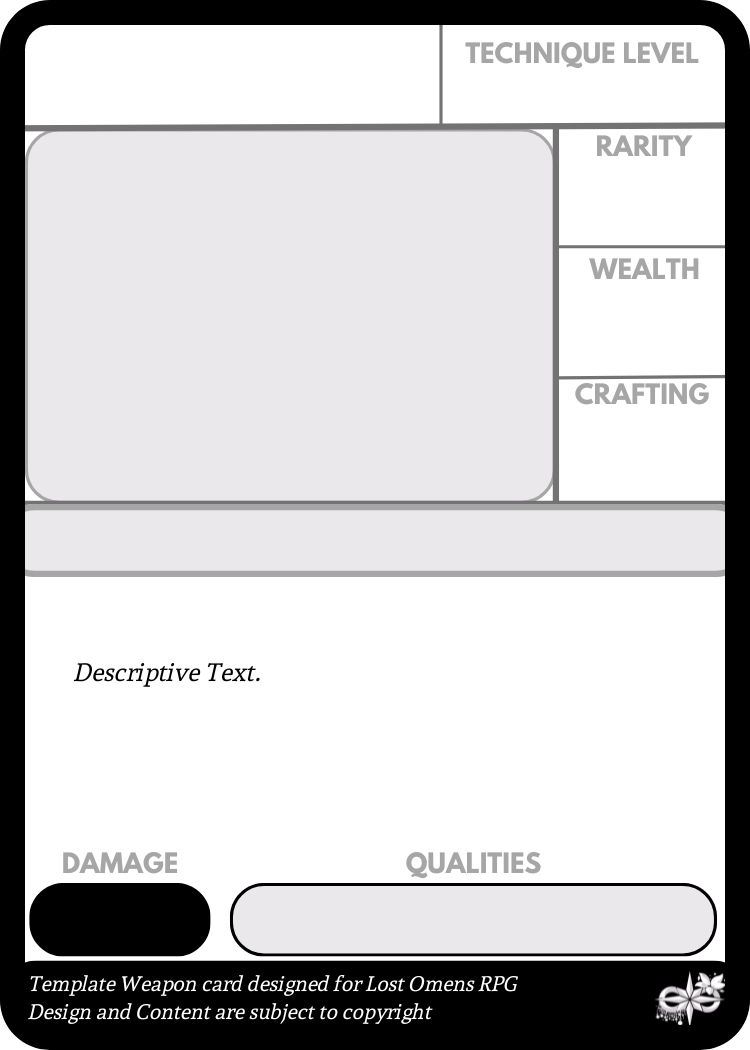 TECHNIQUE LEVEL
RARITY
WEALTH
CRAFTING
Descriptive Text.
DAMAGE
QUALITIES
Template Weapon card designed for Lost Omens RPG
Design and Content are subject to copyright